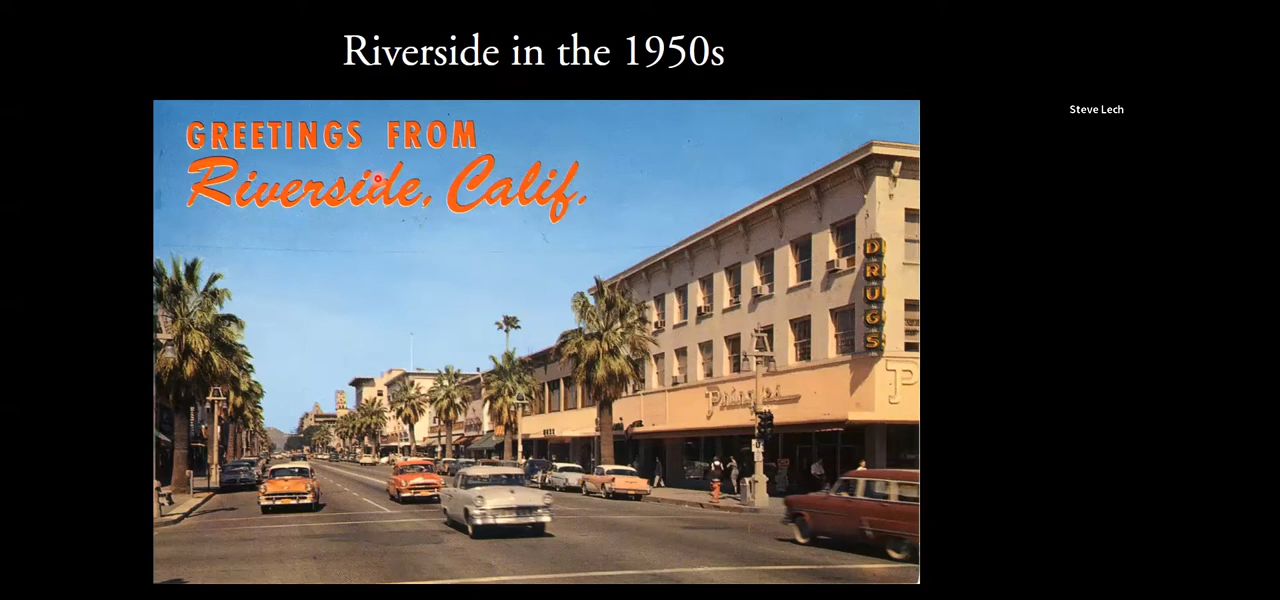 Riverside in the 1950s
Steve Lech
GREETINGS FROM
Riverside, Calif.
DRUGS
P